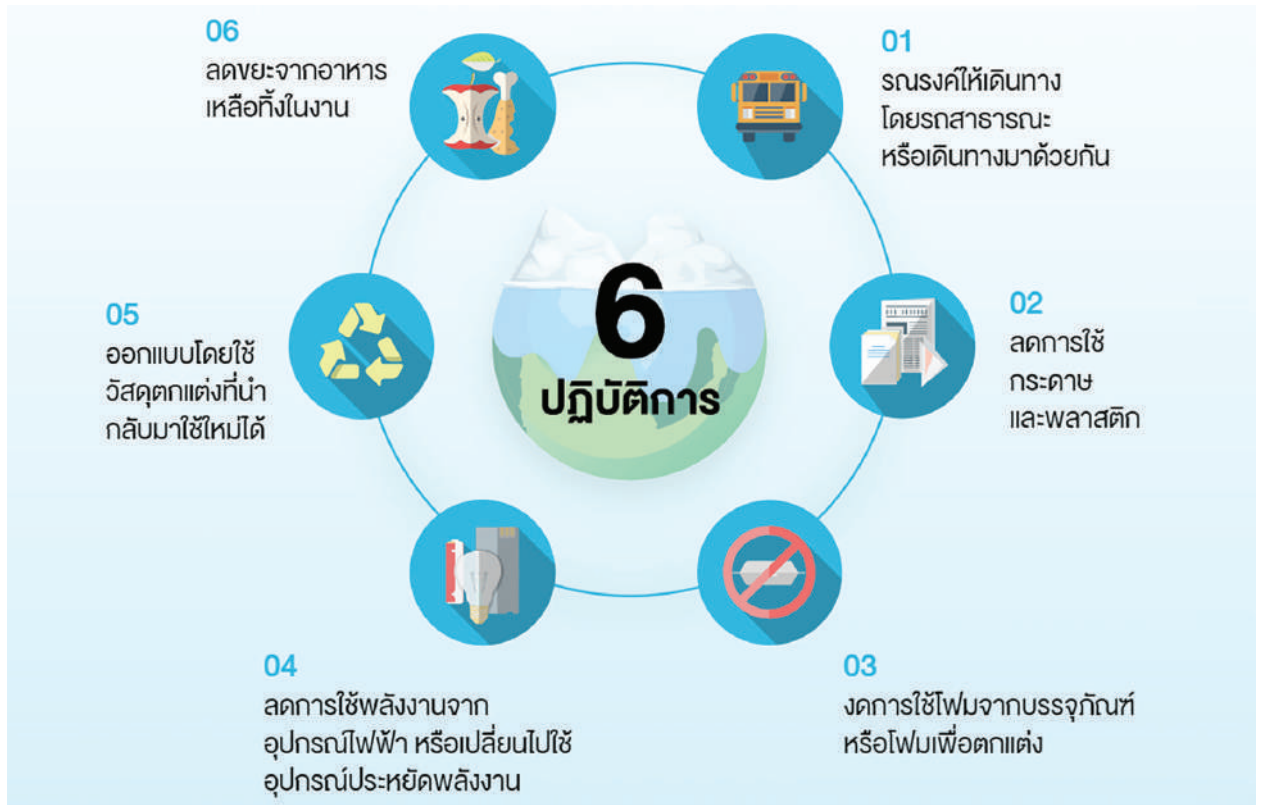 6
ปฏิบัติการ
01
รณรงค์ให้เดินทาง
โดยรถสาธารณะ
หรือเดินทางมาด้วยกัน
02
ลดการใช้
กระดาษ
และพลาสติก
03
งดการใช้โฟมจากบรรจุภัณฑ์
หรือโฟมเพื่อตกแต่ง
04
ลดการใช้พลังงานจาก
อุปกรณ์ไฟฟ้า หรือเปลี่ยนไปใช้
อุปกรณ์ประหยัดพลังงาน
05
ออกแบบโดยใช้
วัสดุตกแต่งที่นำ
กลับมาใช้ใหม่ได้
06
ลดขยะจากอาหาร
เหลือทิ้งในงาน